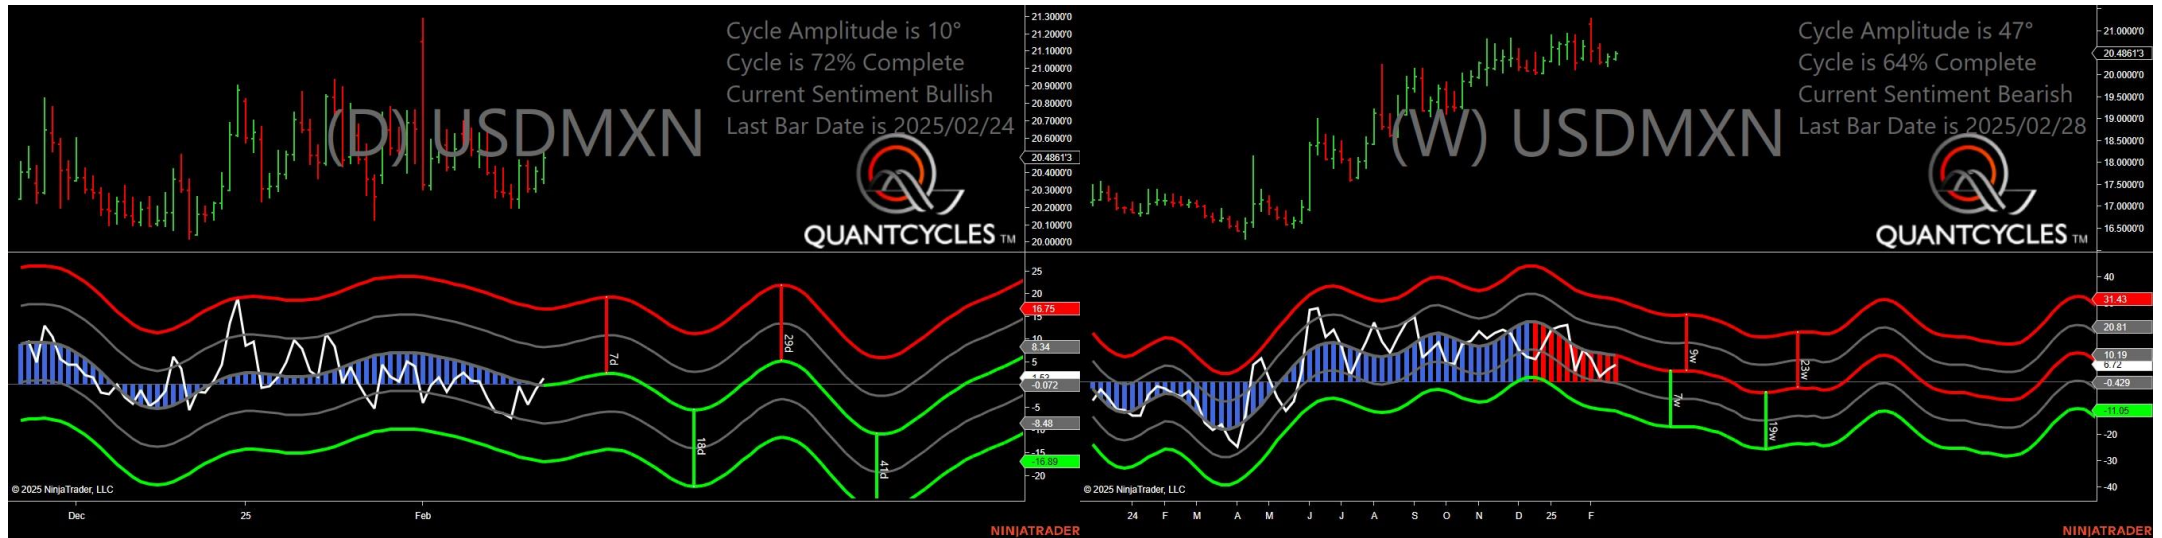 Cycle Amplitude is 10°
Cycle is 72% Complete
Current Sentiment Bullish
Last Bar Date is 2025/02/24
(D) USDMXN
QUANTCYCLES TM
21.3000'0
21.2000'0
21.1000'0
21.0000'0
20.9000'0
20.8000'0
20.7000'0
20.6000'0
20.4861'3
20.4000'0
20.3000'0
20.2000'0
20.1000'0
20.0000'0
25
20
16.75
15
10
8.34
5
-0.072
-5
-8.48
-15
-16.89
-20
7d
18d
29d
41d
© 2025 NinjaTrader, LLC
Dec
25
Feb
NINJATRADER
Cycle Amplitude is 47°
Cycle is 64% Complete
Current Sentiment Bearish
Last Bar Date is 2025/02/28
(W) USDMXN
QUANTCYCLES TM
21.0000'0
20.4861'3
20.0000'0
19.5000'0
19.0000'0
18.5000'0
18.0000'0
17.5000'0
17.0000'0
16.5000'0
40
31.43
20.81
10.19
6.72
-0.429
-11.05
-20
-30
-40
9w
7w
23w
19w
© 2025 NinjaTrader, LLC
24
F
M
A
M
J
J
A
S
O
N
D
25
F
NINJATRADER